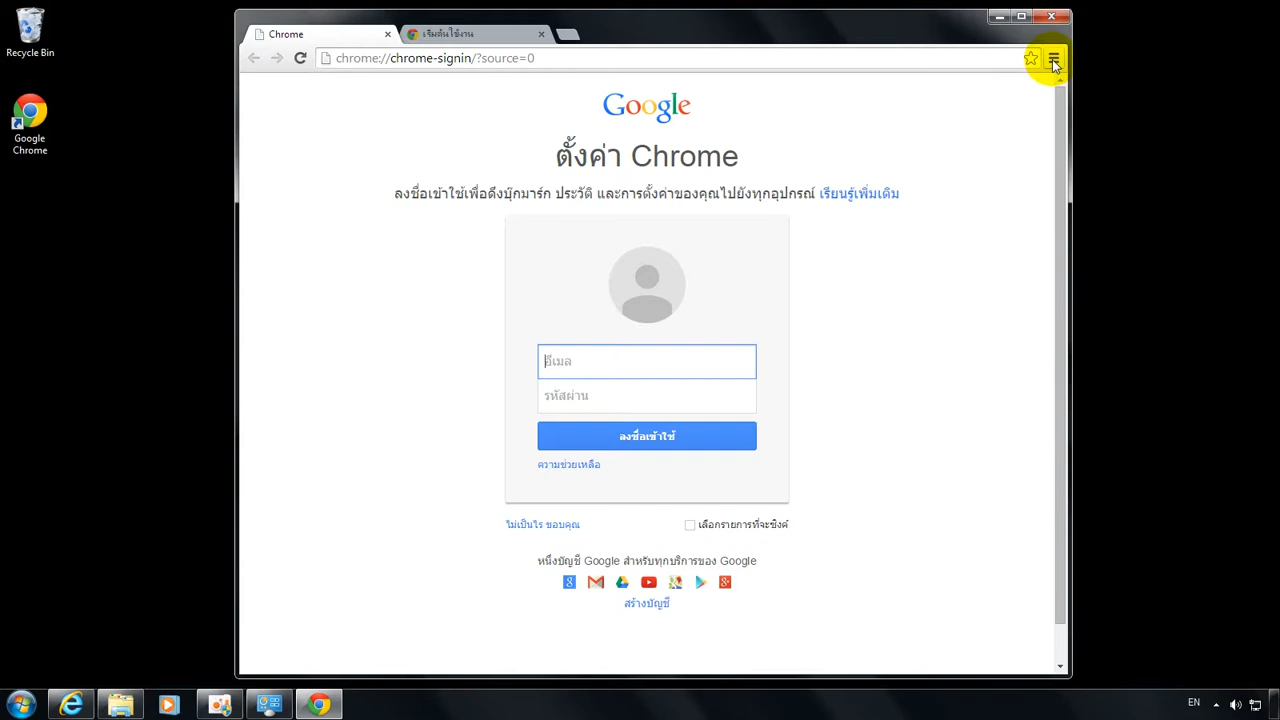 Recycle Bin
Google
Chrome
Chrome
เริ่มต้นใช้งาน
chrome://chrome-signin/?source=0
Google
ตั้งค่า Chrome
ลงชื่อเข้าใช้เพื่อดึงบุ๊กมาร์ก ประวัติ และการตั้งค่าของคุณไปยังทุกอุปกรณ์ เรียนรู้เพิ่มเติม
อีเมล
รหัสผ่าน
ลงชื่อเข้าใช้
ความช่วยเหลือ
ไม่เป็นไร ขอบคุณ
เลือกรายการที่จะซิงค์
หนึ่งบัญชี Google สำหรับทุกบริการของ Google
สร้างบัญชี
EN